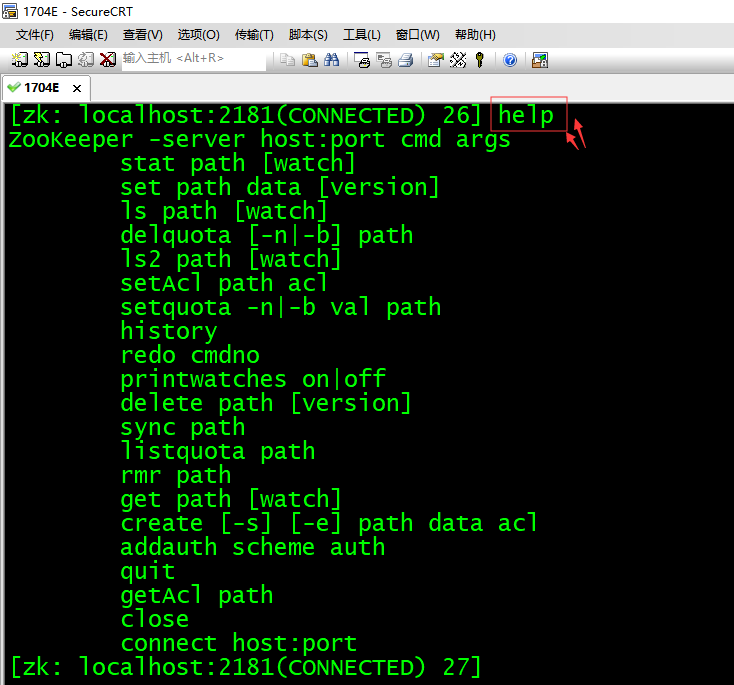 1704E - SecureCRT
文件(F) 编辑(E) 查看(V) 选项(O) 传输(T) 脚本(S) 工具(L) 窗口(W) 帮助(H)
输入主机 <Alt+R>
1704E
[zk: localhost:2181(CONNECTED) 26] help
ZooKeeper -server host:port cmd args
stat path [watch]
set path data [version]
ls path [watch]
delquota [-n|-b] path
ls2 path [watch]
setAcl path acl
setquota -n|-b val path
history
redo cmdno
printwatches on|off
delete path [version]
sync path
listquota path
rmr path
get path [watch]
create [-s] [-e] path data acl
addauth scheme auth
quit
getAcl path
close
connect host:port
[zk: localhost:2181(CONNECTED) 27]